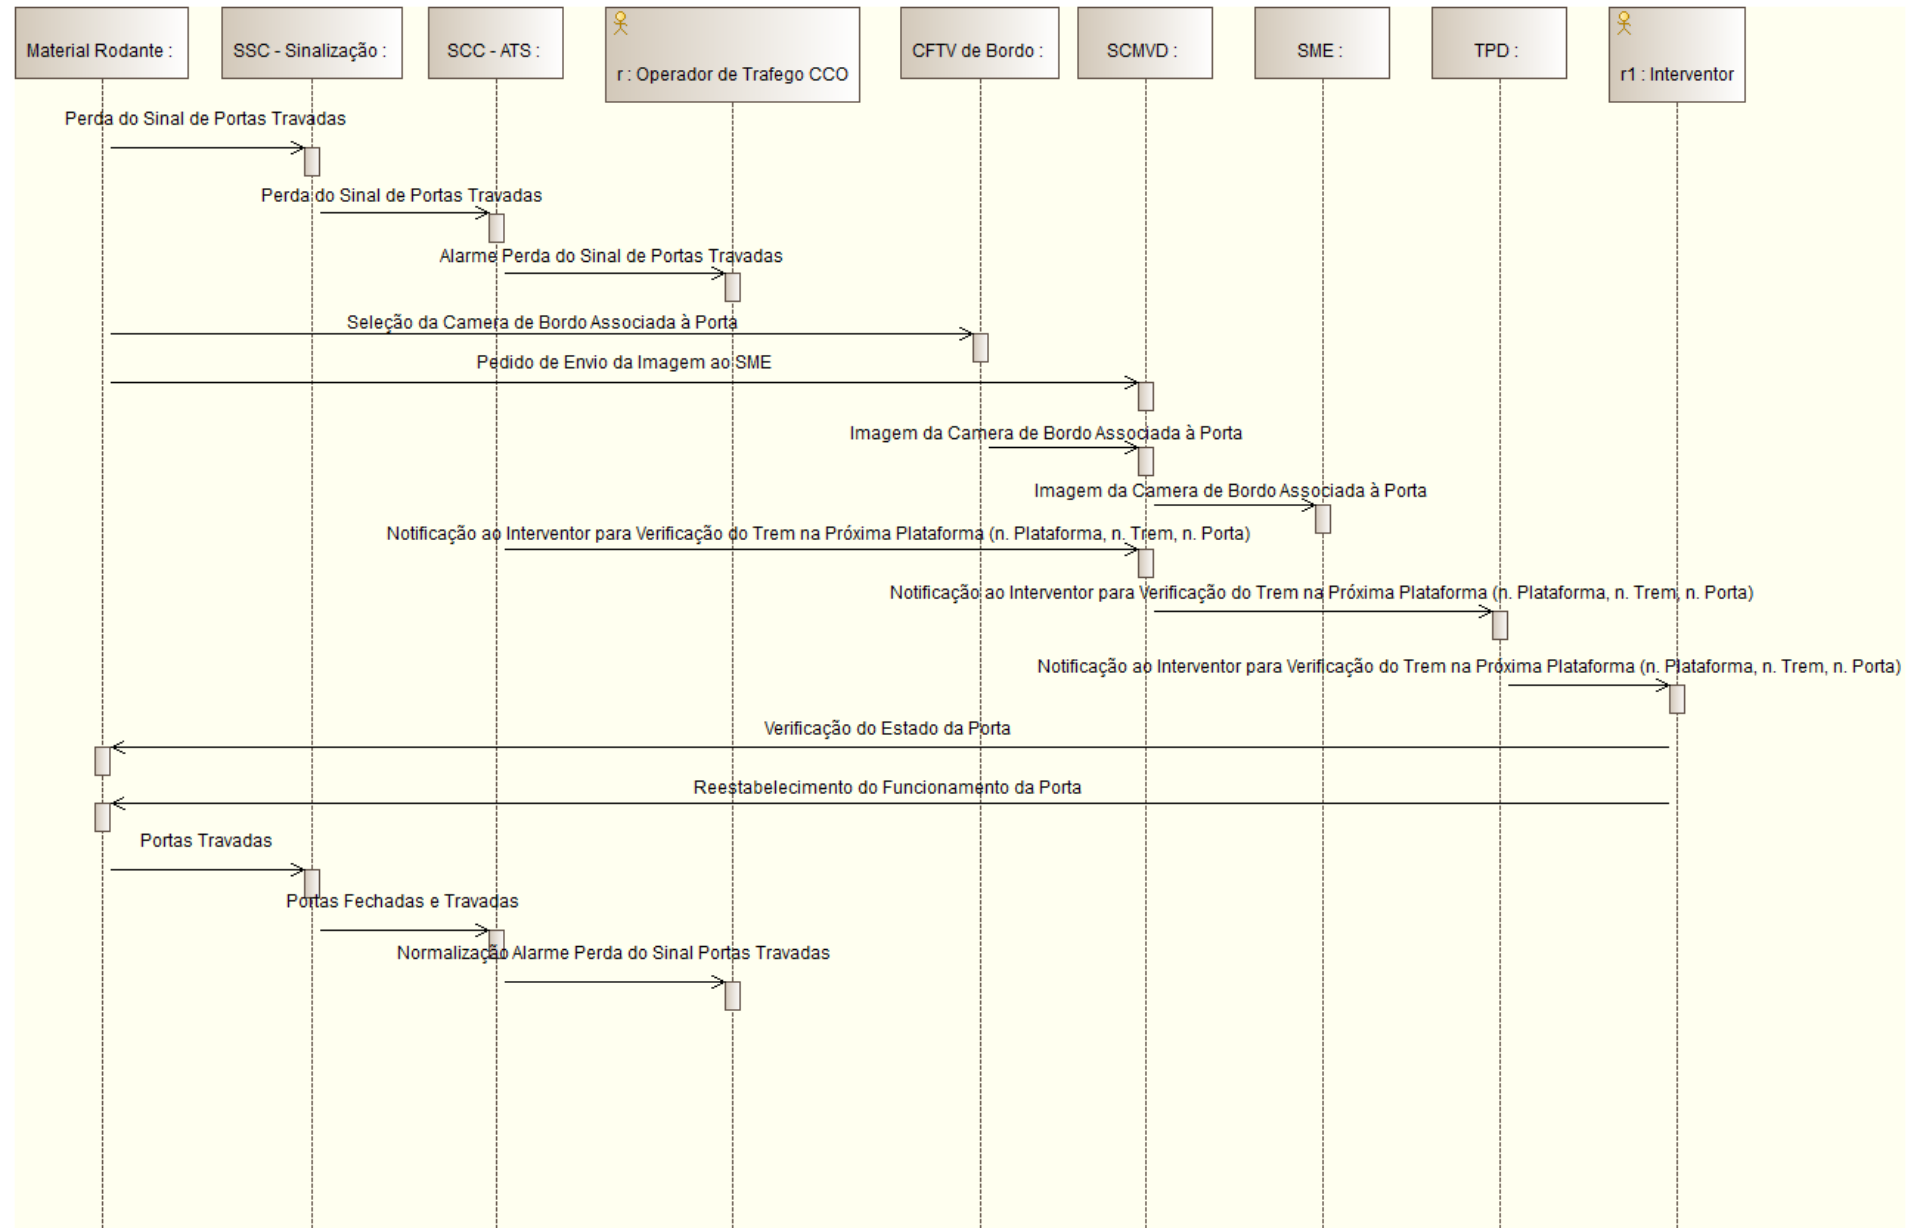 Material Rodante :
SSC - Sinalização :
SCC - ATS :
r : Operador de Trafego CCO
CFTV de Bordo :
SCMVD :
SME :
TPD :
r1 : Interventor
Perda do Sinal de Portas Travadas
Perda do Sinal de Portas Travadas
Alarme Perda do Sinal de Portas Travadas
Seleção da Camera de Bordo Associada à Porta
Pedido de Envio da Imagem ao SME
Imagem da Camera de Bordo Associada à Porta
Imagem da Camera de Bordo Associada à Porta
Notificação ao Interventor para Verificação do Trem na Próxima Plataforma (n. Plataforma, n. Trem, n. Porta)
Notificação ao Interventor para Verificação do Trem na Próxima Plataforma (n. Plataforma, n. Trem, n. Porta)
Notificação ao Interventor para Verificação do Trem na Próxima Plataforma (n. Plataforma, n. Trem, n. Porta)
Verificação do Estado da Porta
Reestabelecimento do Funcionamento da Porta
Portas Travadas
Portas Fechadas e Travadas
Normalização Alarme Perda do Sinal Portas Travadas